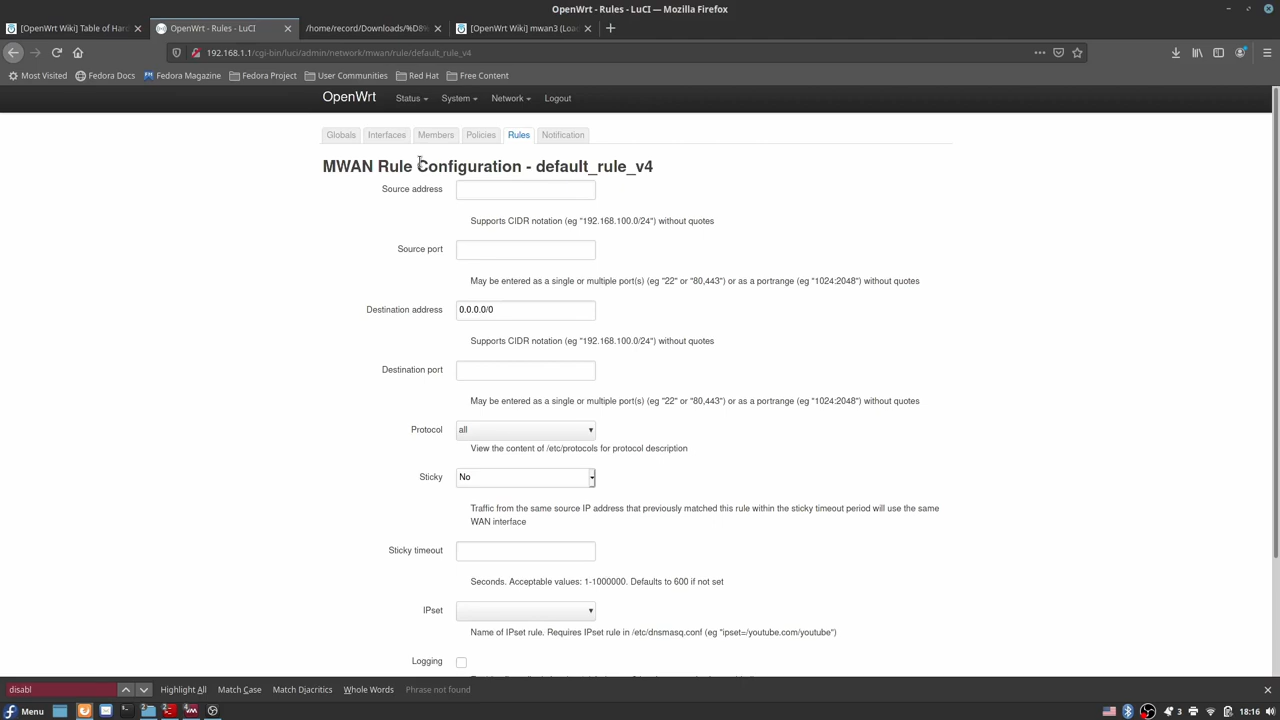 OpenWrt - Rules - LuCI — Mozilla Firefox
[OpenWrt Wiki] Table of Hard
OpenWrt - Rules - LuCI
/home/record/Downloads/%D8%
[OpenWrt Wiki] mwan3 (Load
192.168.1.1/cgi-bin/luci/admin/network/mwan/rule/default_rule_v4
Most Visited
Fedora Docs
Fedora Magazine
Fedora Project
User Communities
Red Hat
Free Content
OpenWrt
Status
System
Network
Logout
Globals
Interfaces
Members
Policies
Rules
Notification
MWAN Rule Configuration - default_rule_v4
Source address
Supports CIDR notation (eg "192.168.100.0/24") without quotes
Source port
May be entered as a single or multiple port(s) (eg "22" or "80,443") or as a portrange (eg "1024:2048") without quotes
Destination address
0.0.0.0/0
Supports CIDR notation (eg "192.168.100.0/24") without quotes
Destination port
May be entered as a single or multiple port(s) (eg "22" or "80,443") or as a portrange (eg "1024:2048") without quotes
Protocol
all
View the content of /etc/protocols for protocol description
Sticky
No
Traffic from the same source IP address that previously matched this rule within the sticky timeout period will use the same
WAN interface
Sticky timeout
Seconds. Acceptable values: 1-1000000. Defaults to 600 if not set
IPset
Name of IPset rule. Requires IPset rule in /etc/dnsmasq.conf (eg "ipset=/youtube.com/youtube")
Logging
disabl
Highlight All
Match Case
Match Diacritics
Whole Words
Phrase not found
Menu
3
18:16